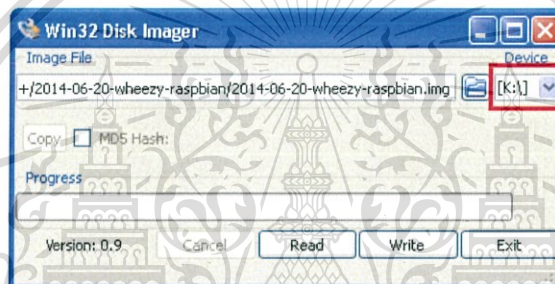 Win32 Disk Imager
Image File
Device
+/2014-06-20-wheezy-raspbian/2014-06-20-wheezy-raspbian.img
[K:\]
Copy
MD5 Hash:
Progress
Version: 0.9
Cancel
Read
Write
Exit